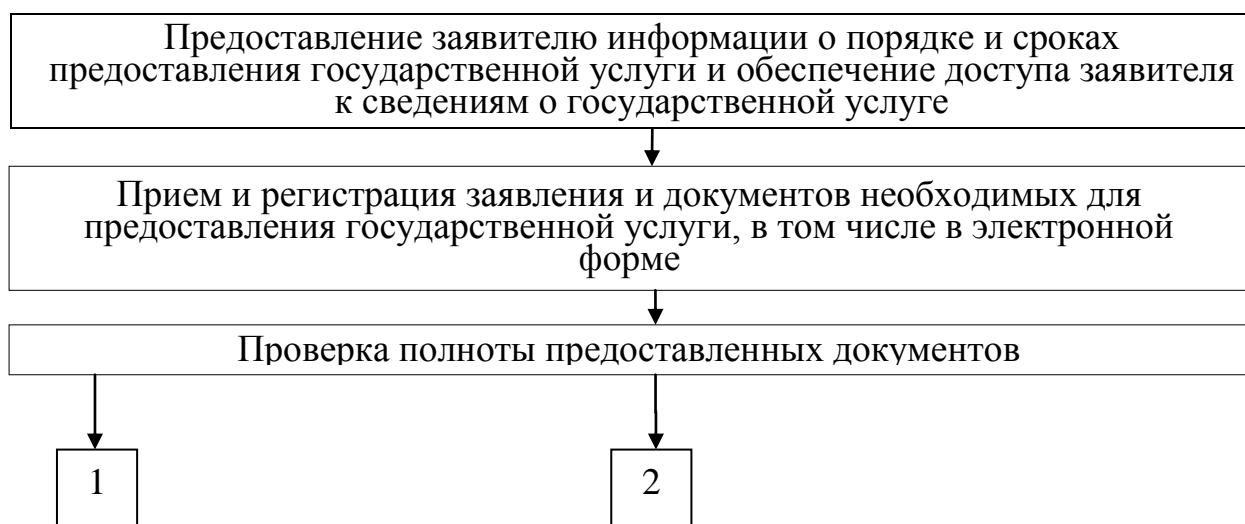 Предоставление заявителю информации о порядке и сроках
предоставления государственной услуги и обеспечение доступа заявителя
к сведениям о государственной услуге
Прием и регистрация заявления и документов необходимых для
предоставления государственной услуги, в том числе в электронной
форме
Проверка полноты предоставленных документов
1
2